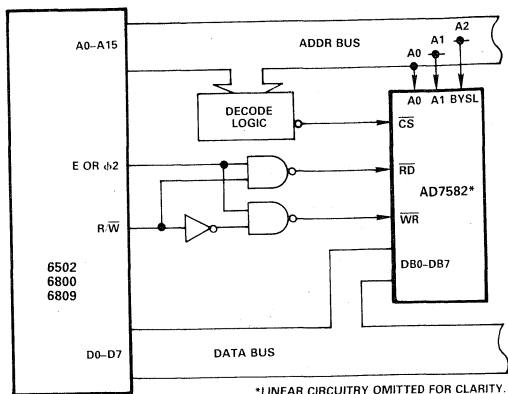 A0–A15
ADDR BUS
A2
A1
A0
DECODE
LOGIC
A0 A1 BYSL
CS
E OR ϕ2
RD
AD7582*
R/W
WR
6502
6800
6809
DB0–DB7
D0–D7
DATA BUS
*LINEAR CIRCUITRY OMITTED FOR CLARITY.